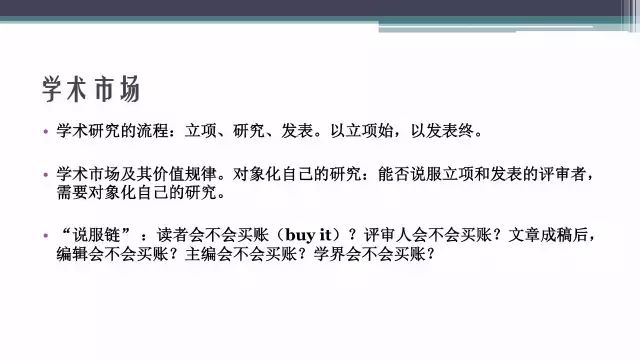 学术市场
• 学术研究的流程：立项、研究、发表。以立项始，以发表终。
• 学术市场及其价值规律。对象化自己的研究：能否说服立项和发表的评审者，
需要对象化自己的研究。
• “说服链”：读者会不会买账（buy it）？评审人会不会买账？文章成稿后，
编辑会不会买账？主编会不会买账？学界会不会买账？